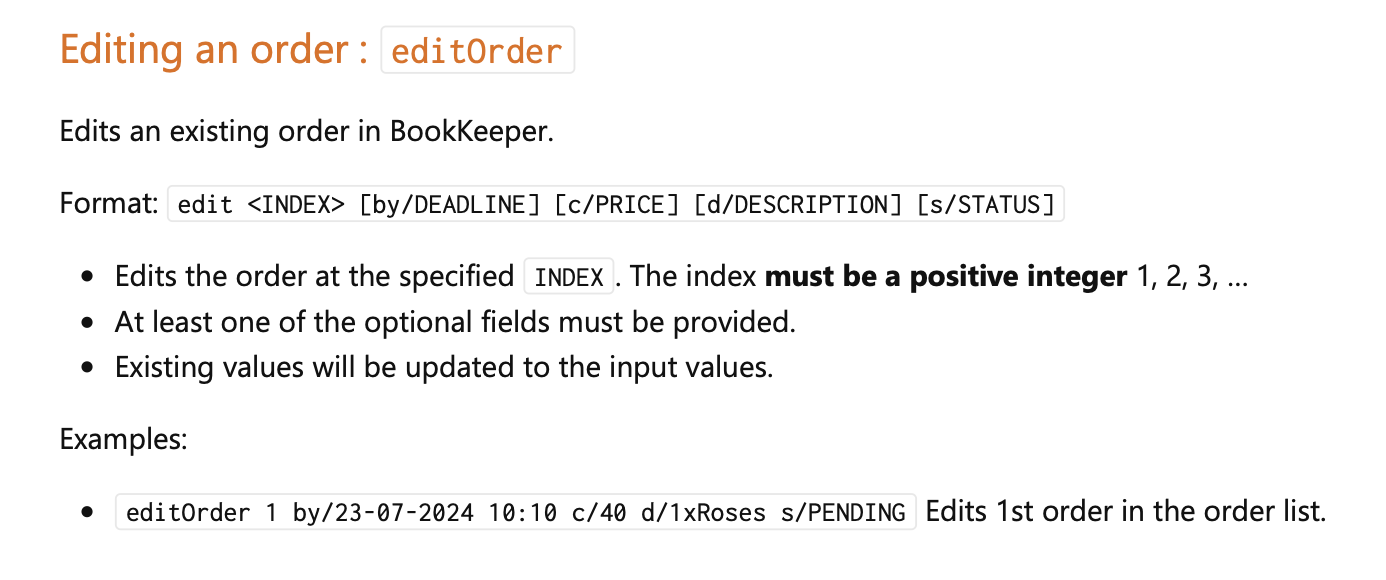 Editing an order : editOrder
Edits an existing order in BookKeeper.
Format: edit <INDEX> [by/DEADLINE] [c/PRICE] [d/DESCRIPTION] [s/STATUS]
• Edits the order at the specified INDEX. The index must be a positive integer 1, 2, 3, …
• At least one of the optional fields must be provided.
• Existing values will be updated to the input values.
Examples:
• editOrder 1 by/23-07-2024 10:10 c/40 d/1xRoses s/PENDING Edits 1st order in the order list.